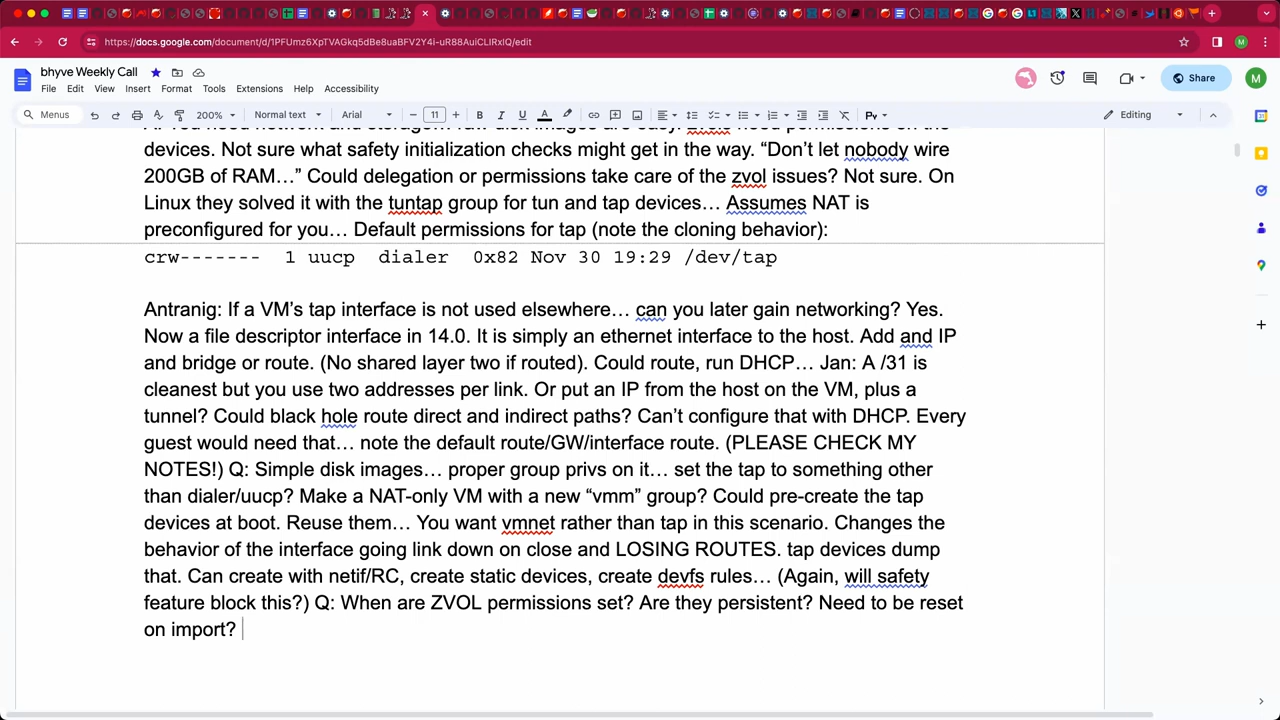 https://docs.google.com/document/d/1PFUmz6XpTVAGkq5dBe8uaBFV2Y4i-uR88AuiCLIRxIQ/edit
bhyve Weekly Call
File Edit View Insert Format Tools Extensions Help Accessibility
Share
M
Menus 200% Normal text Arial 11 Editing
devices. Not sure what safety initialization checks might get in the way. “Don’t let nobody wire
200GB of RAM…” Could delegation or permissions take care of the zvol issues? Not sure. On
Linux they solved it with the tuntap group for tun and tap devices… Assumes NAT is
preconfigured for you… Default permissions for tap (note the cloning behavior):
crw------- 1 uucp dialer 0x82 Nov 30 19:29 /dev/tap
Antranig: If a VM’s tap interface is not used elsewhere… can you later gain networking? Yes.
Now a file descriptor interface in 14.0. It is simply an ethernet interface to the host. Add and IP
and bridge or route. (No shared layer two if routed). Could route, run DHCP… Jan: A /31 is
cleanest but you use two addresses per link. Or put an IP from the host on the VM, plus a
tunnel? Could black hole route direct and indirect paths? Can’t configure that with DHCP. Every
guest would need that… note the default route/GW/interface route. (PLEASE CHECK MY
NOTES!) Q: Simple disk images… proper group privs on it… set the tap to something other
than dialer/uucp? Make a NAT-only VM with a new “vmm” group? Could pre-create the tap
devices at boot. Reuse them… You want vmnet rather than tap in this scenario. Changes the
behavior of the interface going link down on close and LOSING ROUTES. tap devices dump
that. Can create with netif/RC, create static devices, create devfs rules… (Again, will safety
feature block this?) Q: When are ZVOL permissions set? Are they persistent? Need to be reset
on import?